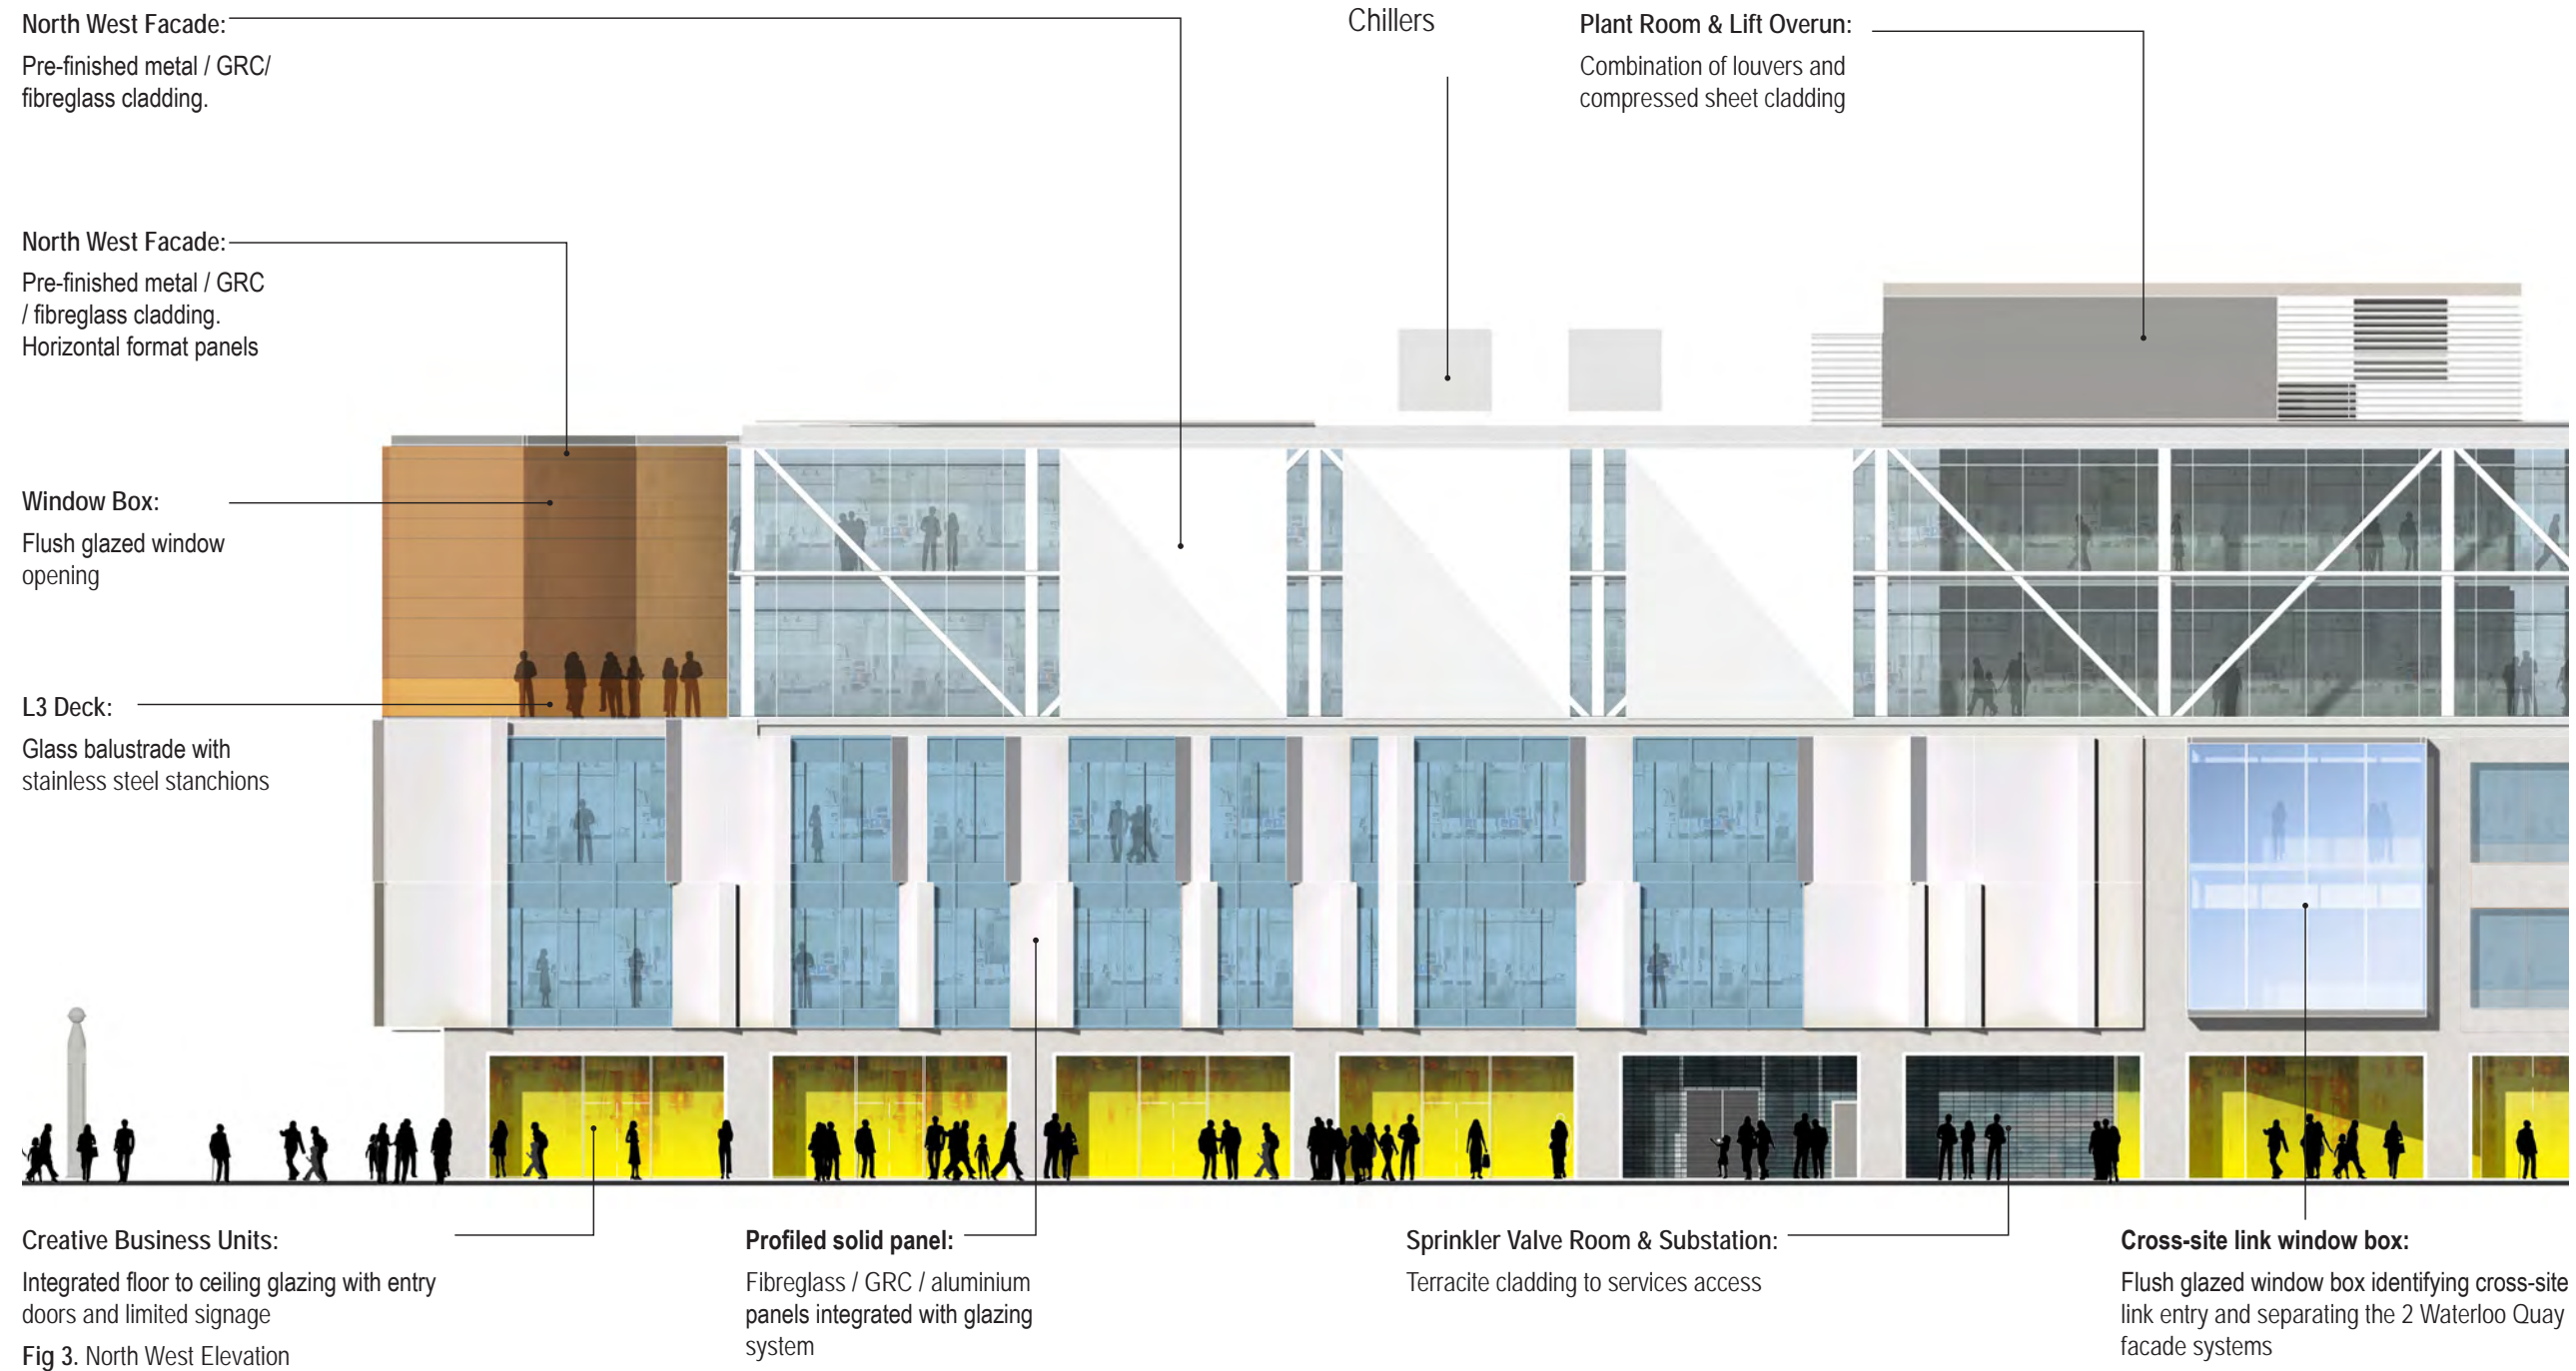 North West Facade:
Pre-finished metal / GRC/
fibreglass cladding.
Chillers
Plant Room & Lift Overun:
Combination of louvers and
compressed sheet cladding
North West Facade:
Pre-finished metal / GRC
/ fibreglass cladding.
Horizontal format panels
Window Box:
Flush glazed window
opening
L3 Deck:
Glass balustrade with
stainless steel stanchions
Creative Business Units:
Integrated floor to ceiling glazing with entry
doors and limited signage
Profiled solid panel:
Fibreglass / GRC / aluminium
panels integrated with glazing
system
Sprinkler Valve Room & Substation:
Terracite cladding to services access
Cross-site link window box:
Flush glazed window box identifying cross-site
link entry and separating the 2 Waterloo Quay
facade systems
Fig 3. North West Elevation